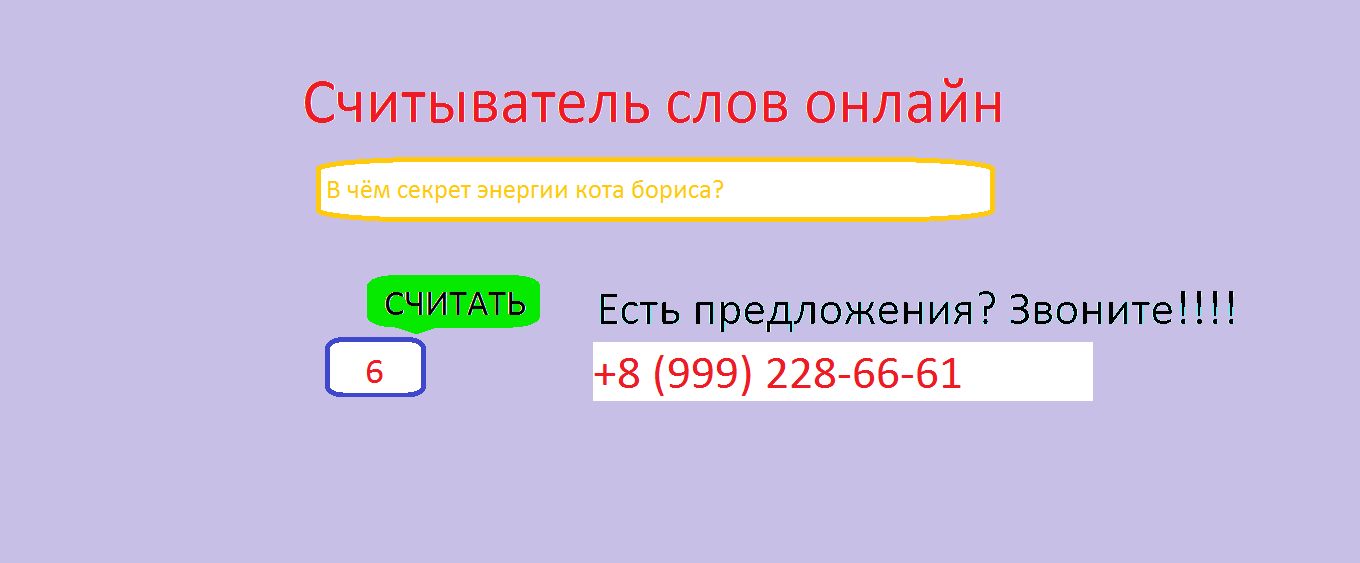 Считыватель слов онлайн
В чём секрет энергии кота бориса?
СЧИТАТЬ
6
Есть предложения? Звоните!!!!
+8 (999) 228-66-61